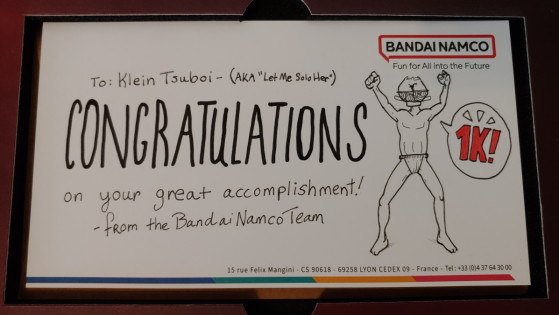 BANDAI NAMCO
Fun for All into the Future
To: Klein Tsuboi - (AKA "Let Me Solo Her")
CONGRATULATIONS
1K!
on your great accomplishment!
- from the Bandai Namco Team
15 rue Felix Mangini - CS 90618 - 69258 LYON CEDEX 09 - France - Tel : +33 (0)4 37 64 30 00